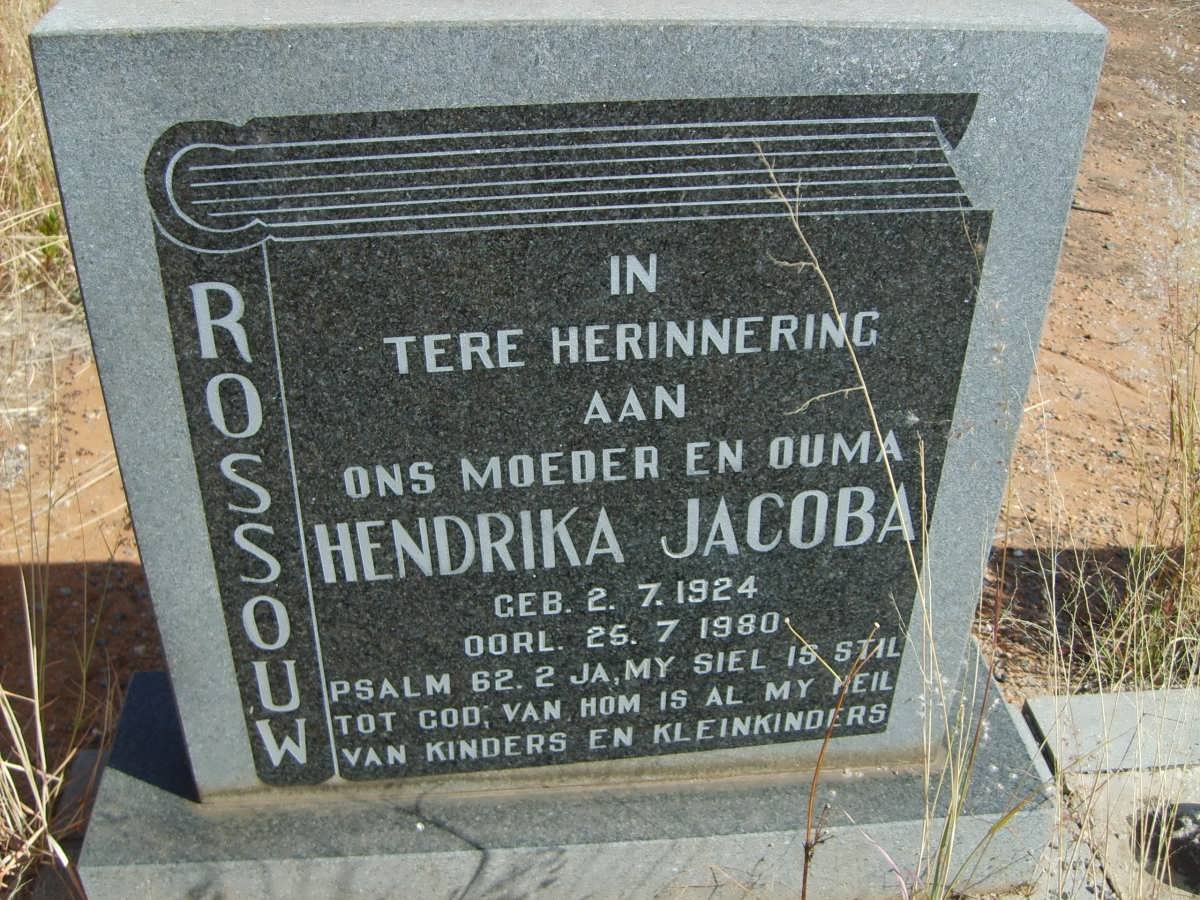 ROSSOUW
IN
TERE HERINNERING
AAN
ONS MOEDER EN OUMA
HENDRIKA JACOBA
GEB. 2. 7. 1924
OORL. 25. 7 1980
PSALM 62. 2 JA, MY SIEL IS STIL
TOT GOD; VAN HOM IS AL MY HEIL
VAN KINDERS EN KLEINKINDERS